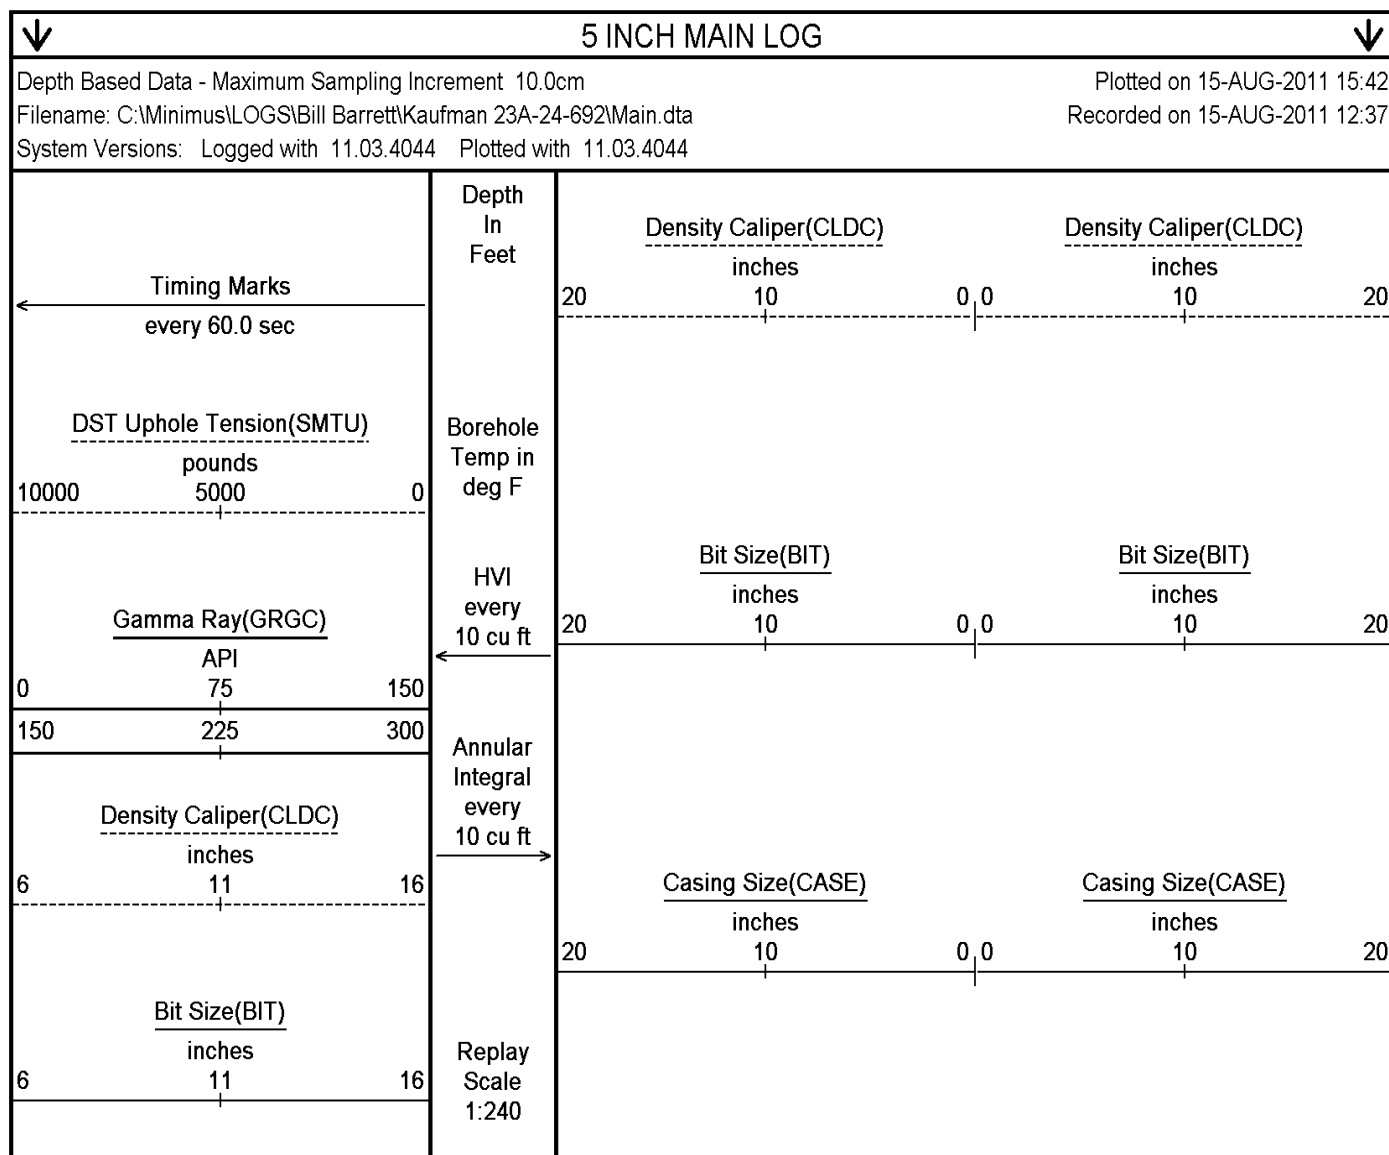 5 INCH MAIN LOG
Depth Based Data - Maximum Sampling Increment 10.0cm
Plotted on 15-AUG-2011 15:42
Filename: C:\Minimus\LOGS\Bill Barrett\Kaufman 23A-24-692\Main.dta
Recorded on 15-AUG-2011 12:37
System Versions: Logged with 11.03.4044 Plotted with 11.03.4044
Timing Marks
every 60.0 sec
DST Uphole Tension(SMTU)
pounds
10000 5000 0
Gamma Ray(GRGC)
API
0 75 150
150 225 300
Density Caliper(CLDC)
inches
6 11 16
Bit Size(BIT)
inches
6 11 16
Depth
In
Feet
Borehole
Temp in
deg F
HVI
every
10 cu ft
Annular
Integral
every
10 cu ft
Replay
Scale
1:240
Density Caliper(CLDC) Density Caliper(CLDC)
inches inches
20 10 0 0 10 20
Bit Size(BIT) Bit Size(BIT)
inches inches
20 10 0 0 10 20
Casing Size(CASE) Casing Size(CASE)
inches inches
20 10 0 0 10 20